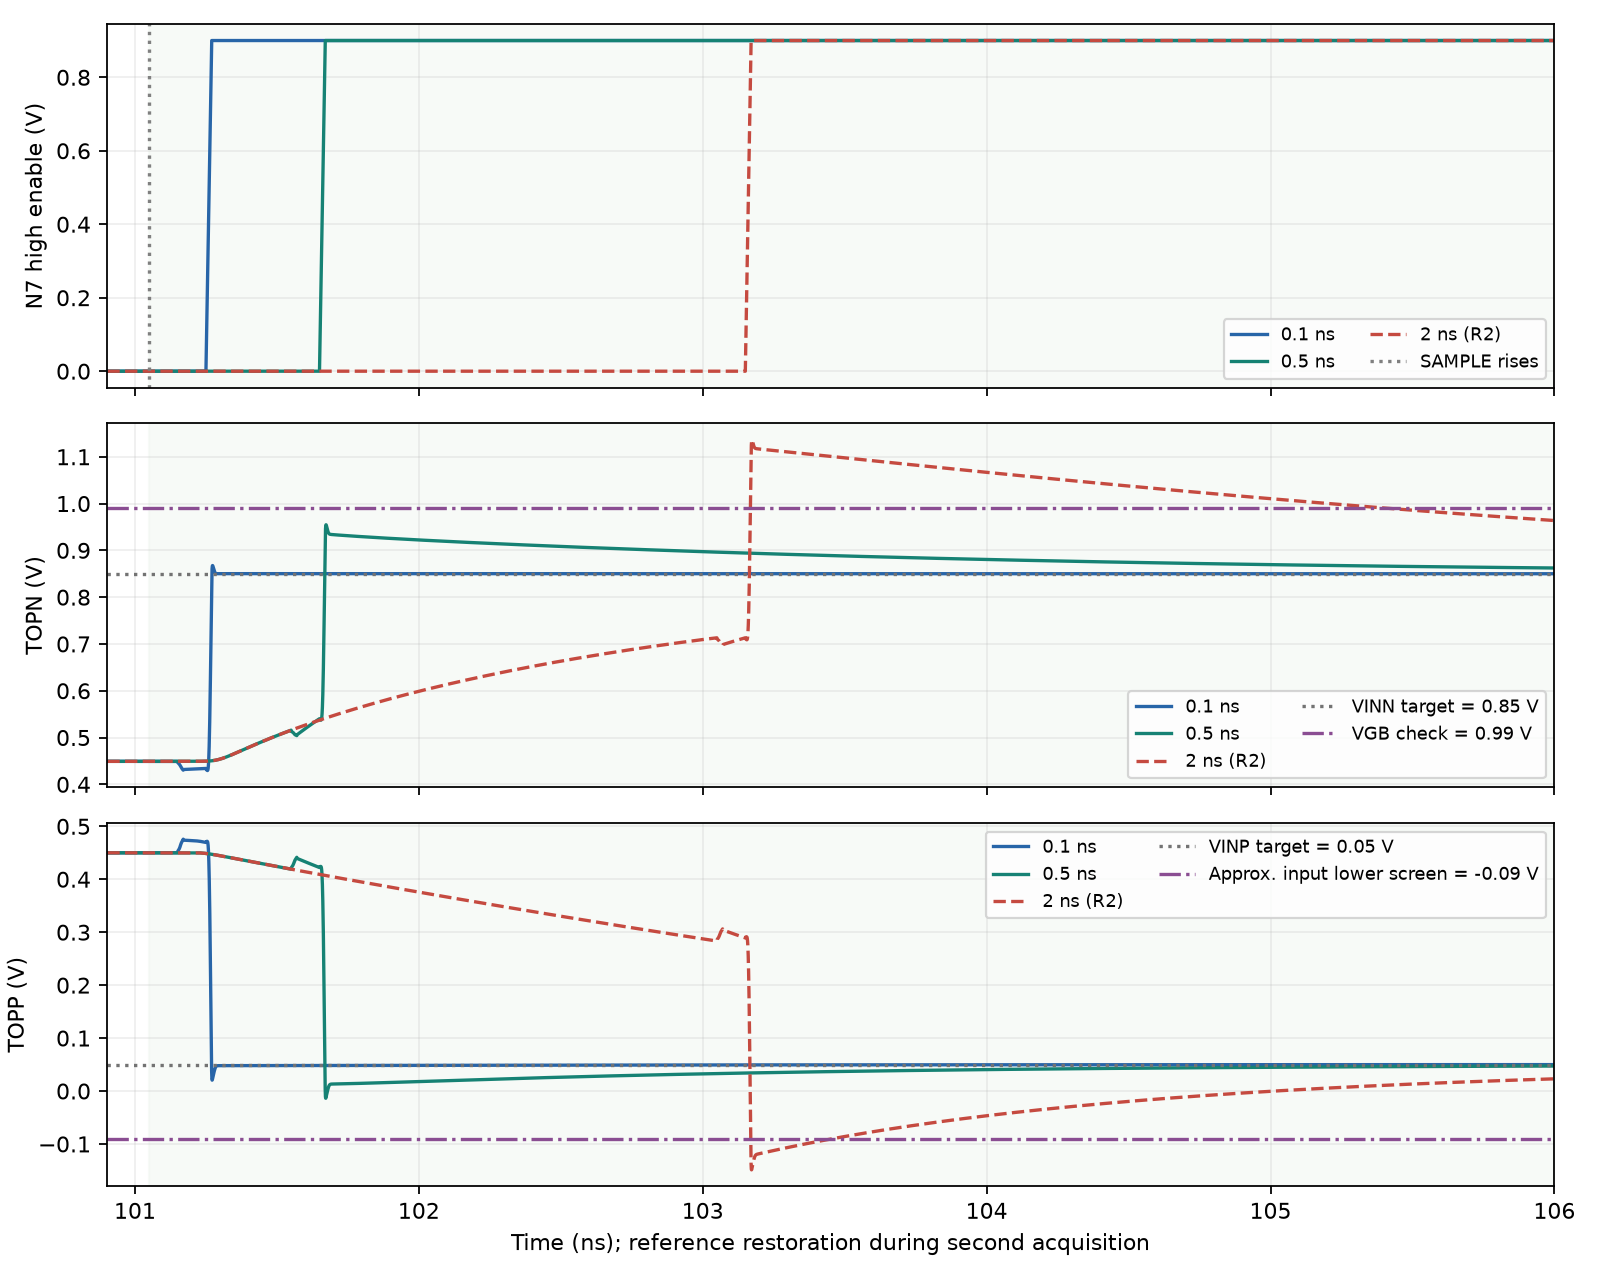 N7 high enable (V)
0.8
0.6
0.4
0.2
0.0
0.1 ns
0.5 ns
2 ns (R2)
SAMPLE rises
TOPN (V)
1.1
1.0
0.9
0.8
0.7
0.6
0.5
0.4
0.1 ns
0.5 ns
2 ns (R2)
VINN target = 0.85 V
VGB check = 0.99 V
TOPP (V)
0.5
0.4
0.3
0.2
0.1
0.0
−0.1
0.1 ns
0.5 ns
2 ns (R2)
VINP target = 0.05 V
Approx. input lower screen = -0.09 V
101
102
103
104
105
106
Time (ns); reference restoration during second acquisition